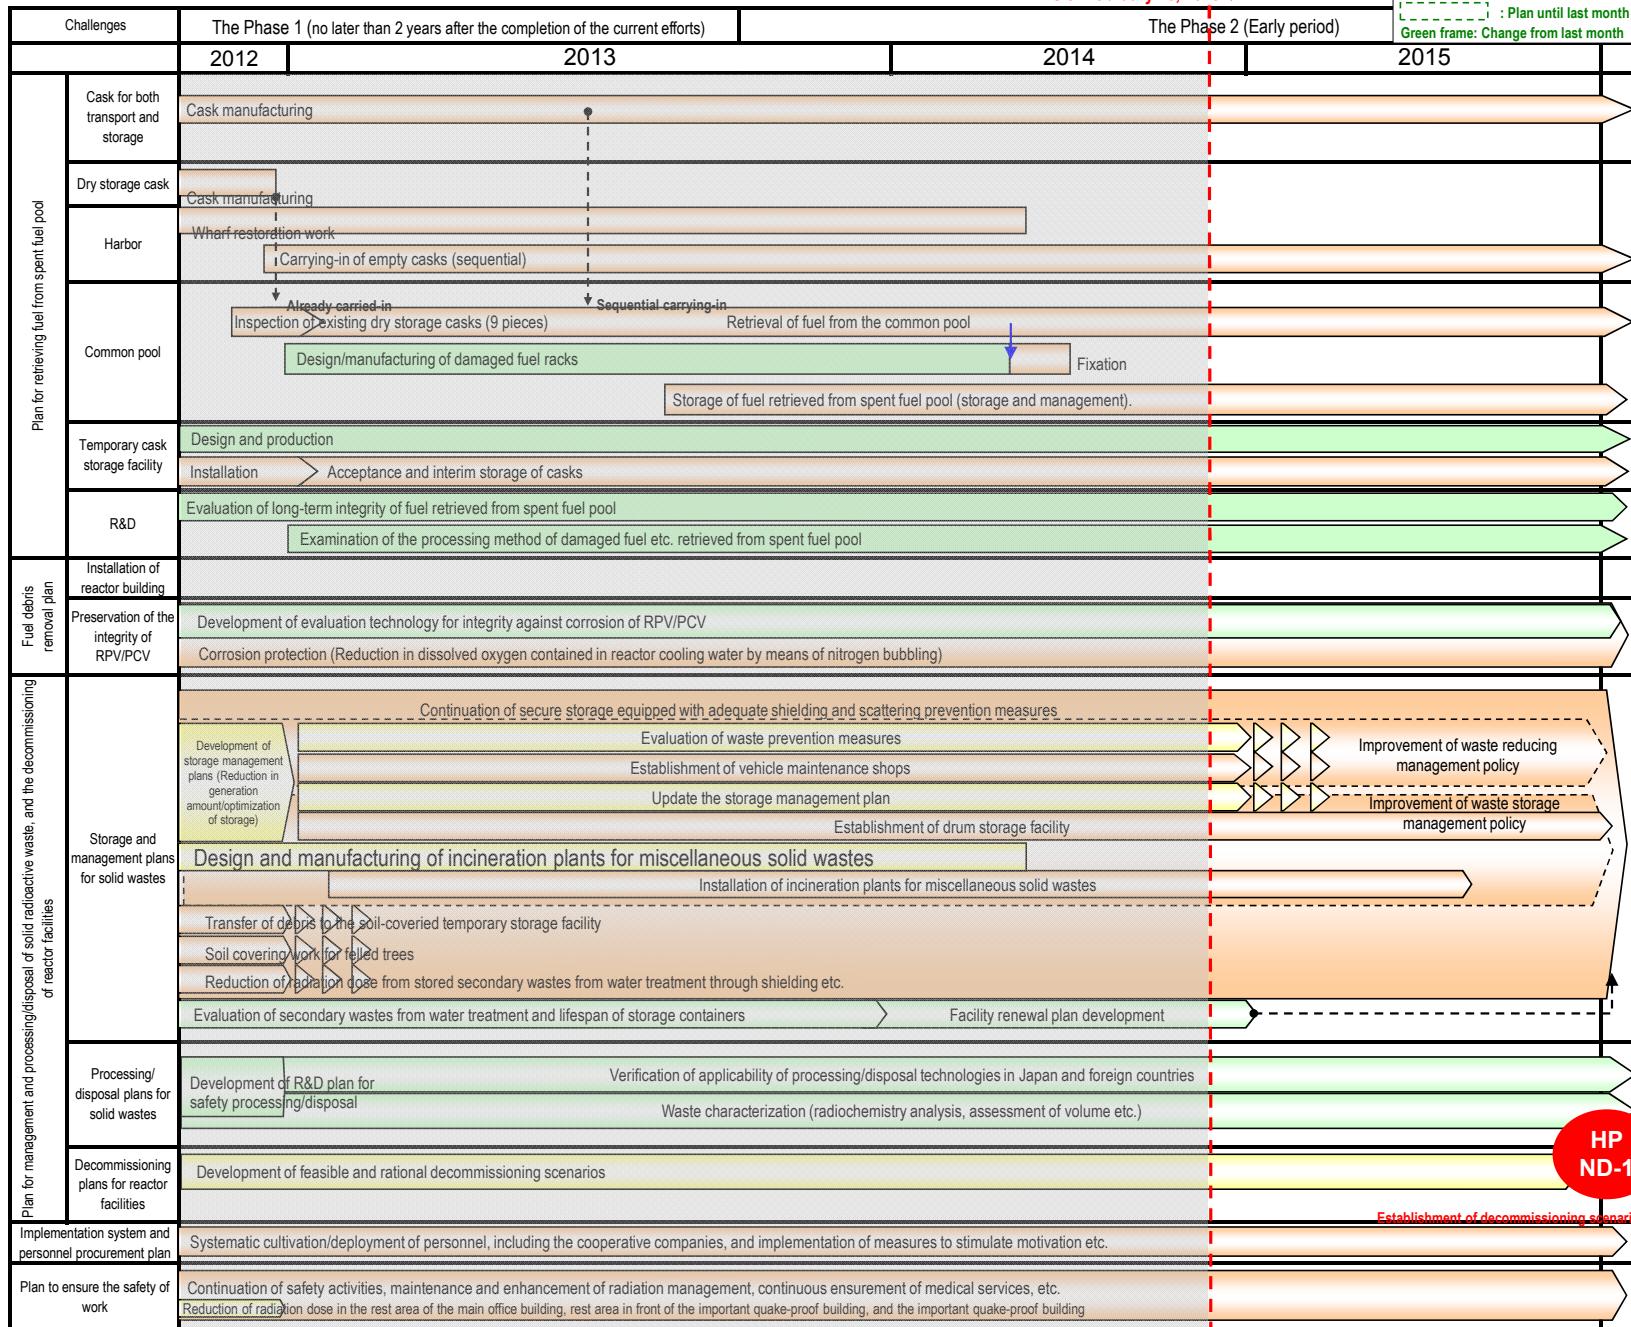 : Plan until last month
Green frame: Change from last month
Challenges
The Phase 1 (no later than 2 years after the completion of the current efforts)
The Phase 2 (Early period)
2012
2013
2014
2015
Plan for retrieving fuel from spent fuel pool
Cask for both
transport and
storage
Cask manufacturing
Dry storage cask
Cask manufacturing
Harbor
Wharf restoration work
Carrying-in of empty casks (sequential)
Common pool
Already carried-in
Sequential carrying-in
Inspection of existing dry storage casks (9 pieces)
Retrieval of fuel from the common pool
Design/manufacturing of damaged fuel racks
Fixation
Storage of fuel retrieved from spent fuel pool (storage and management).
Temporary cask
storage facility
Design and production
Installation
Acceptance and interim storage of casks
R&D
Evaluation of long-term integrity of fuel retrieved from spent fuel pool
Examination of the processing method of damaged fuel etc. retrieved from spent fuel pool
Fuel debris
removal plan
Installation of
reactor building
Preservation of the
integrity of
RPV/PCV
Development of evaluation technology for integrity against corrosion of RPV/PCV
Corrosion protection (Reduction in dissolved oxygen contained in reactor cooling water by means of nitrogen bubbling)
Plan for management and processing/disposal of solid radioactive waste, and the decommissioning
of reactor facilities
Storage and
management plans
for solid wastes
Continuation of secure storage equipped with adequate shielding and scattering prevention measures
Development of
storage management
plans (Reduction in
generation
amount/optimization
of storage)
Evaluation of waste prevention measures
Establishment of vehicle maintenance shops
Improvement of waste reducing
management policy
Update the storage management plan
Improvement of waste storage
management policy
Establishment of drum storage facility
Design and manufacturing of incineration plants for miscellaneous solid wastes
Installation of incineration plants for miscellaneous solid wastes
Transfer of debris to the soil-coveried temporary storage facility
Soil covering work for felled trees
Reduction of radiation dose from stored secondary wastes from water treatment through shielding etc.
Evaluation of secondary wastes from water treatment and lifespan of storage containers
Facility renewal plan development
Processing/
disposal plans for
solid wastes
Development of R&D plan for
safety processing/disposal
Verification of applicability of processing/disposal technologies in Japan and foreign countries
Waste characterization (radiochemistry analysis, assessment of volume etc.)
HP
ND-1
Decommissioning
plans for reactor
facilities
Development of feasible and rational decommissioning scenarios
Establishment of decommissioning scenari
Implementation system and
personnel procurement plan
Systematic cultivation/deployment of personnel, including the cooperative companies, and implementation of measures to stimulate motivation etc.
Plan to ensure the safety of
work
Continuation of safety activities, maintenance and enhancement of radiation management, continuous ensurement of medical services, etc.
Reduction of radiation dose in the rest area of the main office building, rest area in front of the important quake-proof building, and the important quake-proof building